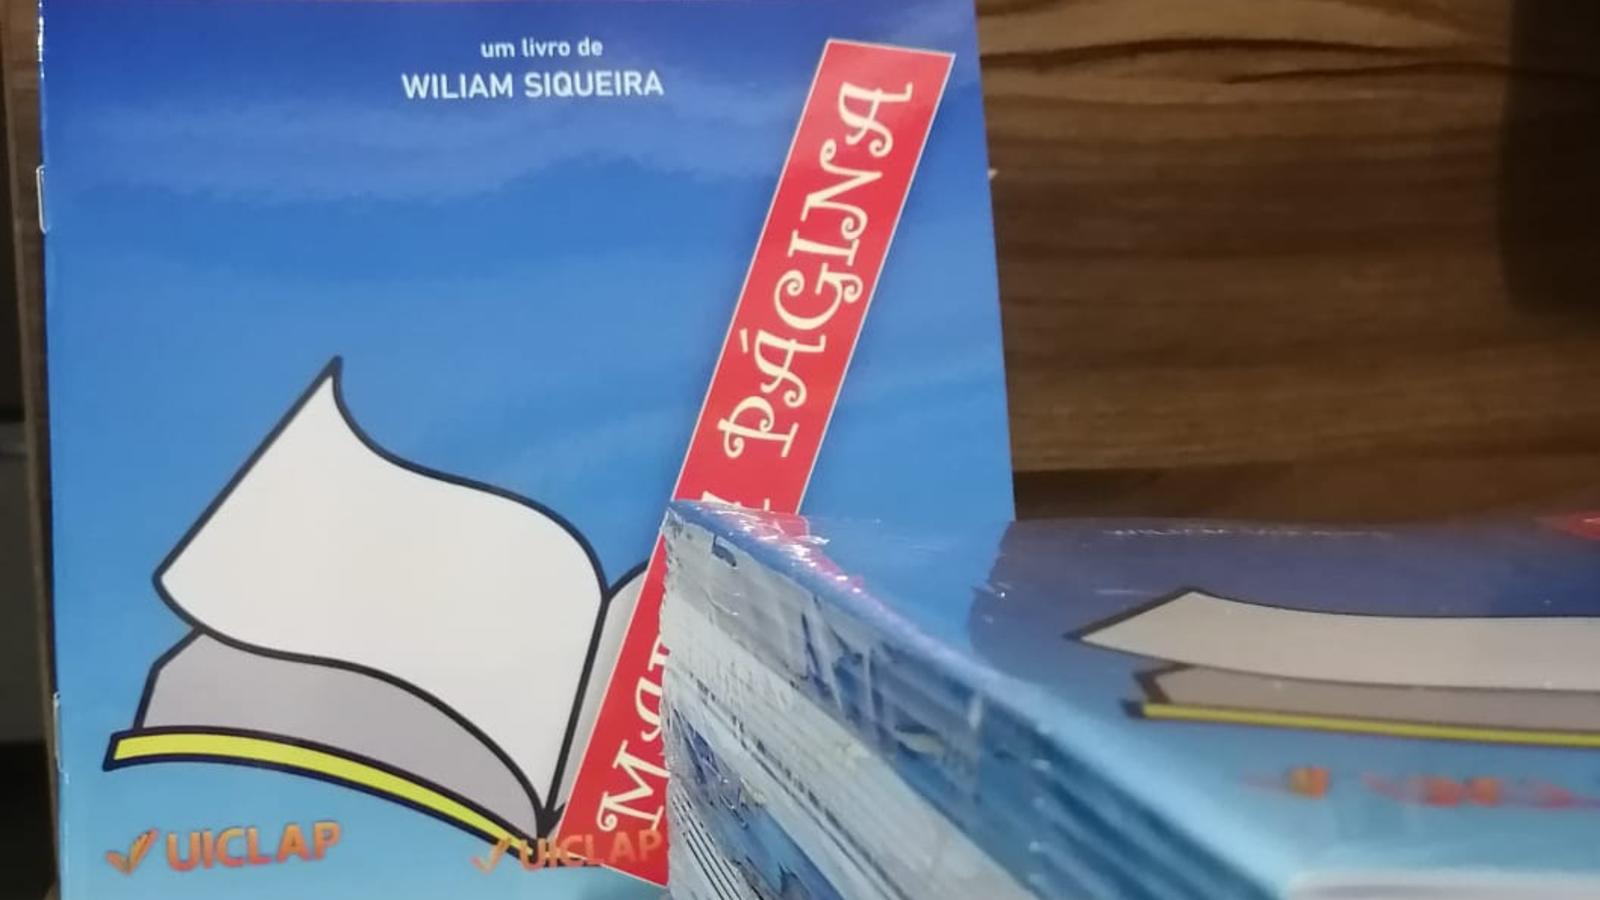 um livro de
WILIAM SIQUEIRA
PÁGINA
UICLAP
UICLAP